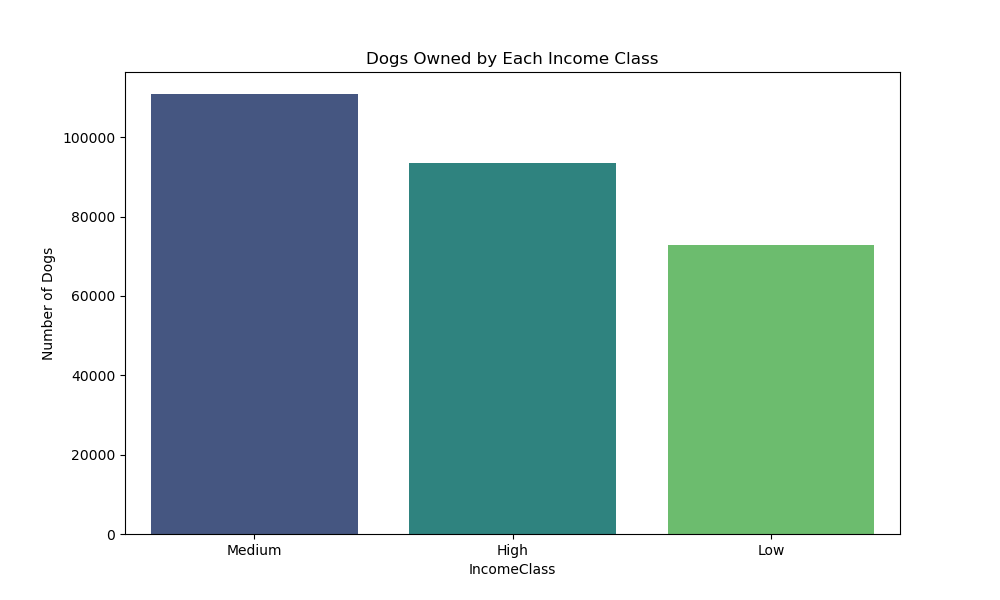 Dogs Owned by Each Income Class
100000
80000
60000
40000
20000
0
Number of Dogs
Medium
High
Low
IncomeClass